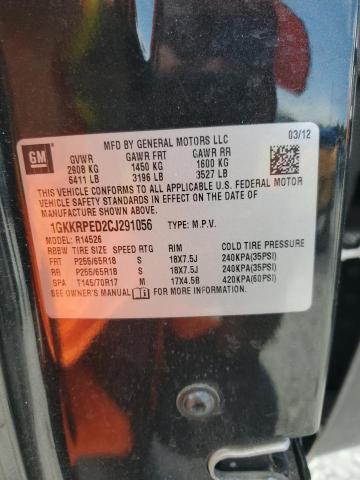 GM
MFD BY GENERAL MOTORS LLC 03/12
GVWR GAWR FRT GAWR RR
2908 KG 1450 KG 1600 KG
6411 LB 3196 LB 3527 LB
THIS VEHICLE CONFORMS TO ALL APPLICABLE U.S. FEDERAL MOTOR
VEHICLE SAFETY STANDARDS IN EFFECT ON THE DATE OF
MANUFACTURE SHOWN ABOVE.
1GKKRPED2CJ291056 TYPE: M.P.V.
MODEL: R14526
RBBW TIRE SIZE SPEED RTG RIM COLD TIRE PRESSURE
FRT P255/65R18 S 18X7.5J 240KPA(35PSI)
RR P255/65R18 S 18X7.5J 240KPA(35PSI)
SPA T145/70R17 M 17X4.5B 420KPA(60PSI)
SEE OWNER'S MANUAL FOR MORE INFORMATION